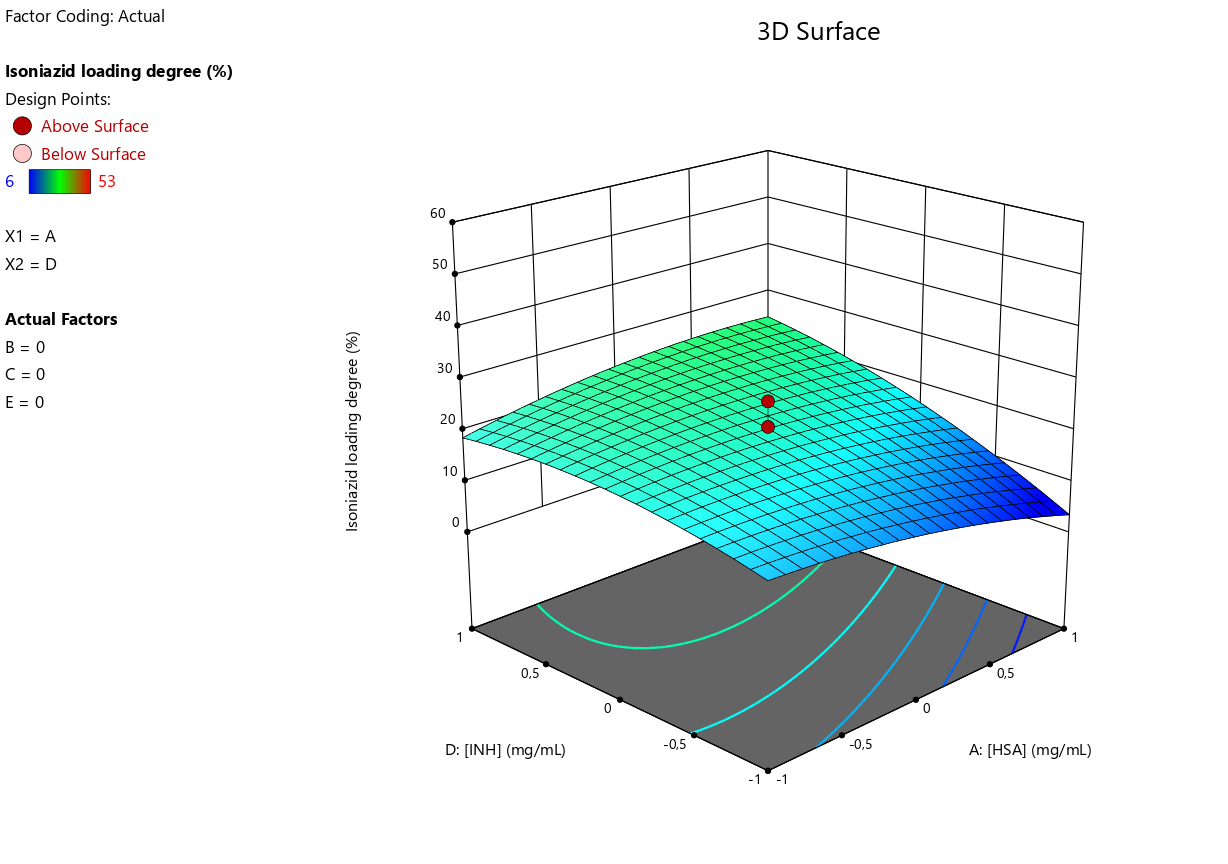 Factor Coding: Actual
3D Surface
Isoniazid loading degree (%)
Design Points:
Above Surface
Below Surface
6 53
X1 = A
X2 = D
Actual Factors
B = 0
C = 0
E = 0
Isoniazid loading degree (%)
60
50
40
30
20
10
0
1
0,5
0
-0,5
-1
-1
-0,5
0
0,5
1
D: [INH] (mg/mL)
A: [HSA] (mg/mL)